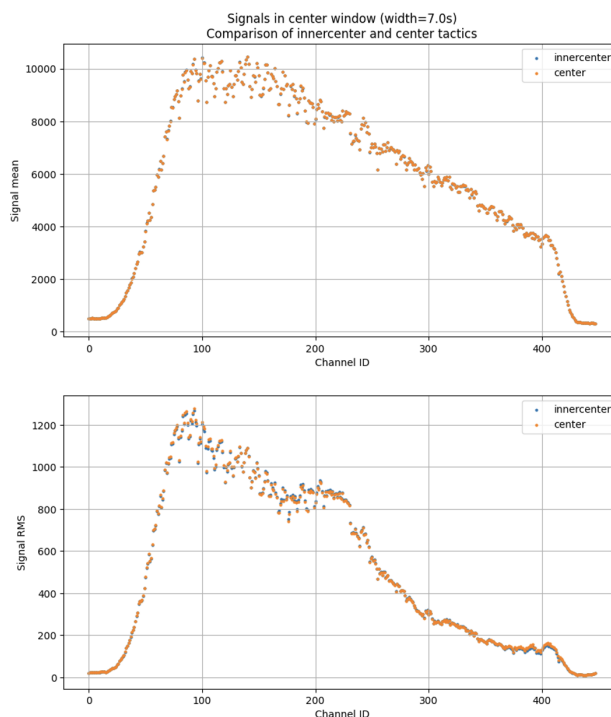 Signals in center window (width=7.0s)
Comparison of innercenter and center tactics
10000
8000
6000
4000
2000
0
Signal mean
innercenter
center
0 100 200 300 400
Channel ID
1200
1000
800
600
400
200
0
Signal RMS
innercenter
center
0 100 200 300 400
Channel ID